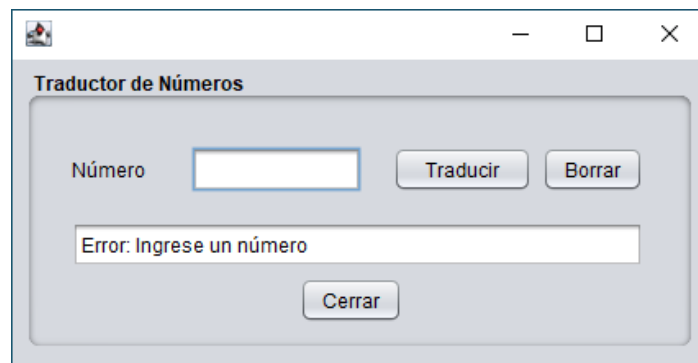 Traductor de Números
Número Traducir Borrar
Error: Ingrese un número
Cerrar